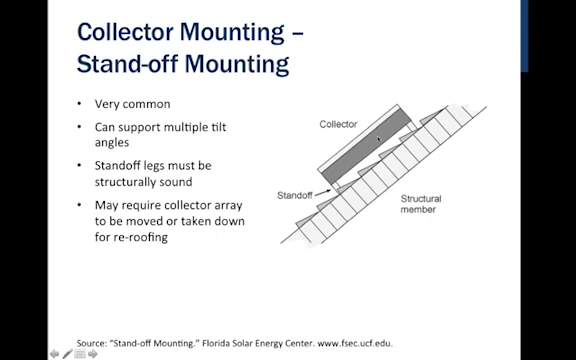 Collector Mounting –
Stand-off Mounting
• Very common
• Can support multiple tilt
angles
• Standoff legs must be
structurally sound
• May require collector array
to be moved or taken down
for re-roofing
Collector
Standoff
Structural
member
Source: "Stand-off Mounting." Florida Solar Energy Center. www.fsec.ucf.edu.